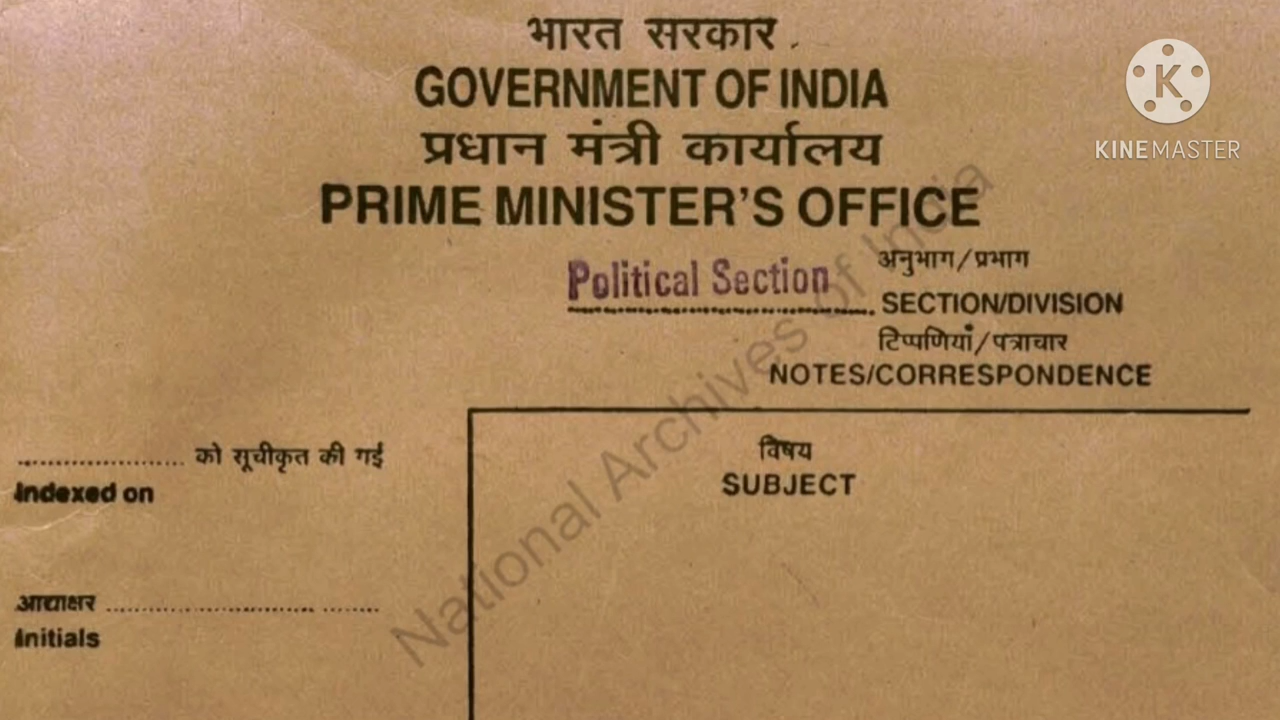 भारत सरकार
GOVERNMENT OF INDIA
प्रधान मंत्री कार्यालय
PRIME MINISTER'S OFFICE
Political Section
अनुभाग/प्रभाग
SECTION/DIVISION
टिप्पणियाँ/पत्राचार
NOTES/CORRESPONDENCE
को सूचीकृत की गई
Indexed on
विषय
SUBJECT
आद्याक्षर
Initials
National Archives of India
K
KINEMASTER